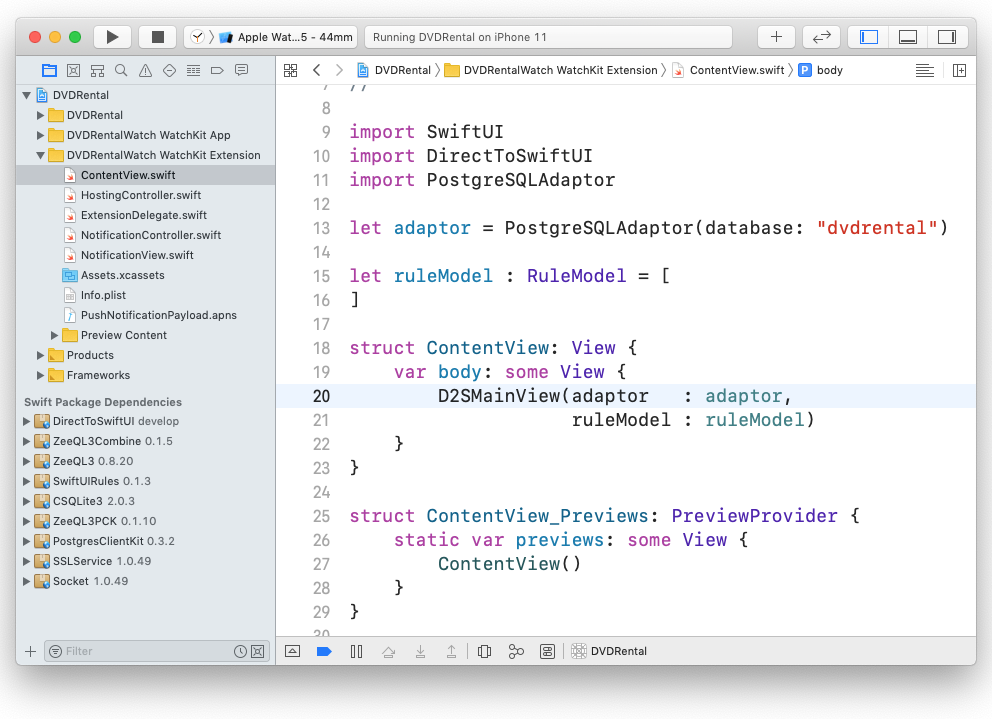 Apple Wat...5 - 44mm
Running DVDRental on iPhone 11
DVDRental
DVDRentalWatch WatchKit Extension
ContentView.swift
P body
DVDRental
DVDRental
DVDRentalWatch WatchKit App
DVDRentalWatch WatchKit Extension
ContentView.swift
HostingController.swift
ExtensionDelegate.swift
NotificationController.swift
NotificationView.swift
Assets.xcassets
Info.plist
PushNotificationPayload.apns
Preview Content
Products
Frameworks
Swift Package Dependencies
DirectToSwiftUI develop
ZeeQL3Combine 0.1.5
ZeeQL3 0.8.20
SwiftUIRules 0.1.3
CSQLite3 2.0.3
ZeeQL3PCK 0.1.10
PostgresClientKit 0.3.2
SSLService 1.0.49
Socket 1.0.49
Filter
7 //
8
9 import SwiftUI
10 import DirectToSwiftUI
11 import PostgreSQLAdaptor
12
13 let adaptor = PostgreSQLAdaptor(database: "dvdrental")
14
15 let ruleModel : RuleModel = [
16 ]
17
18 struct ContentView: View {
19     var body: some View {
20         D2SMainView(adaptor   : adaptor,
21                     ruleModel : ruleModel)
22     }
23 }
24
25 struct ContentView_Previews: PreviewProvider {
26     static var previews: some View {
27         ContentView()
28     }
29 }
30
DVDRental